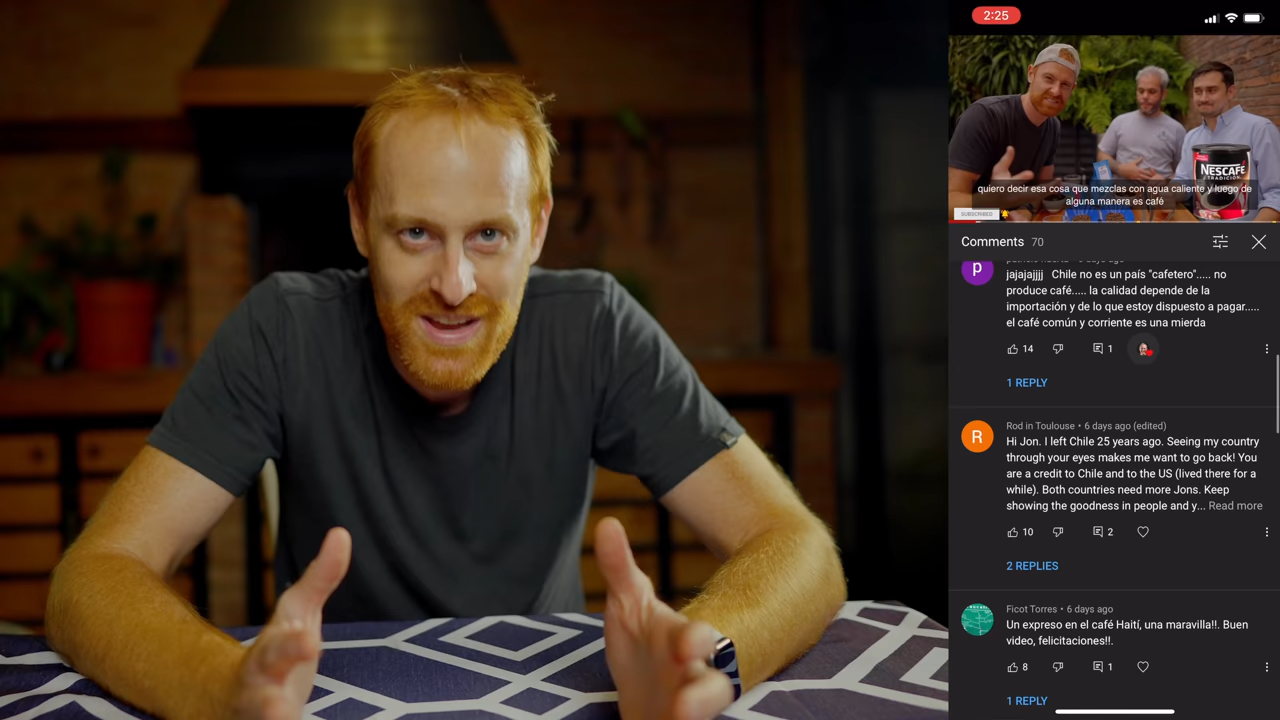 2:25
NESCAFÉ
TRADICIÓN
quiero decir esa cosa que mezclas con agua caliente y luego de
alguna manera es café
SUBSCRIBED
Comments 70
P
jajajajjjj Chile no es un país "cafetero"..... no
produce café..... la calidad depende de la
importación y de lo que estoy dispuesto a pagar.....
el café común y corriente es una mierda
14
1
1 REPLY
R
Rod in Toulouse • 6 days ago (edited)
Hi Jon. I left Chile 25 years ago. Seeing my country
through your eyes makes me want to go back! You
are a credit to Chile and to the US (lived there for a
while). Both countries need more Jons. Keep
showing the goodness in people and y... Read more
10
2
2 REPLIES
Ficot Torres • 6 days ago
Un expreso en el café Haití, una maravilla!!. Buen
video, felicitaciones!!.
8
1
1 REPLY